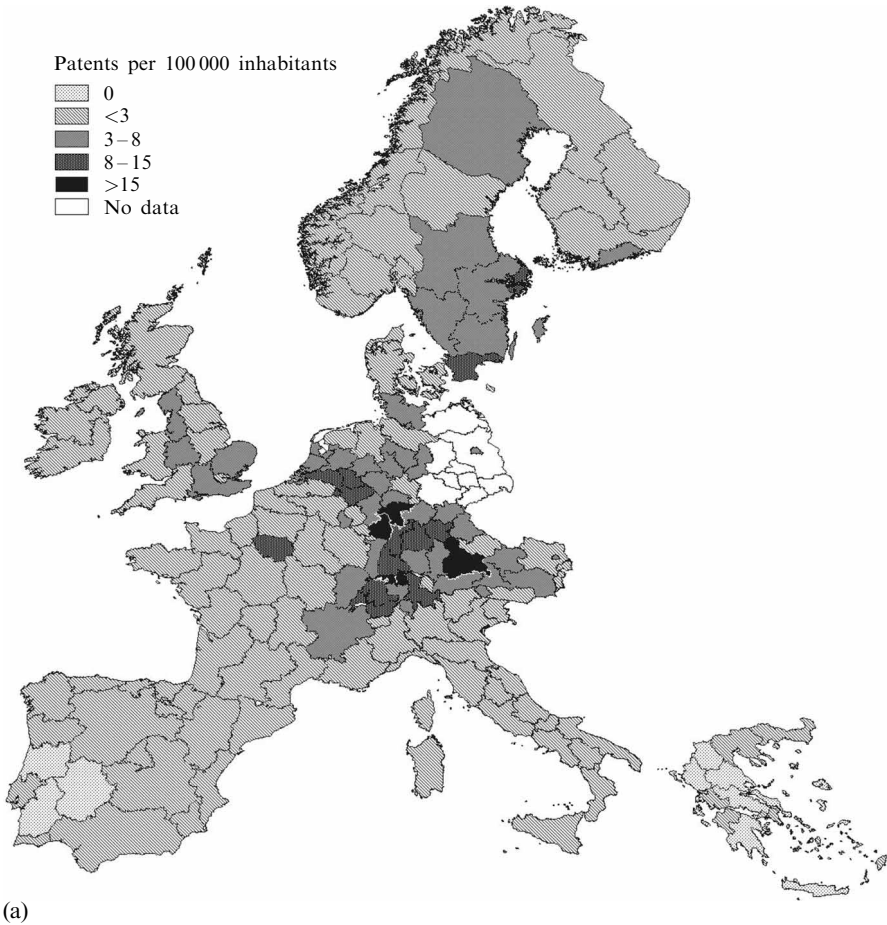 Patents per 100 000 inhabitants
0
<3
3–8
8–15
>15
No data
(a)